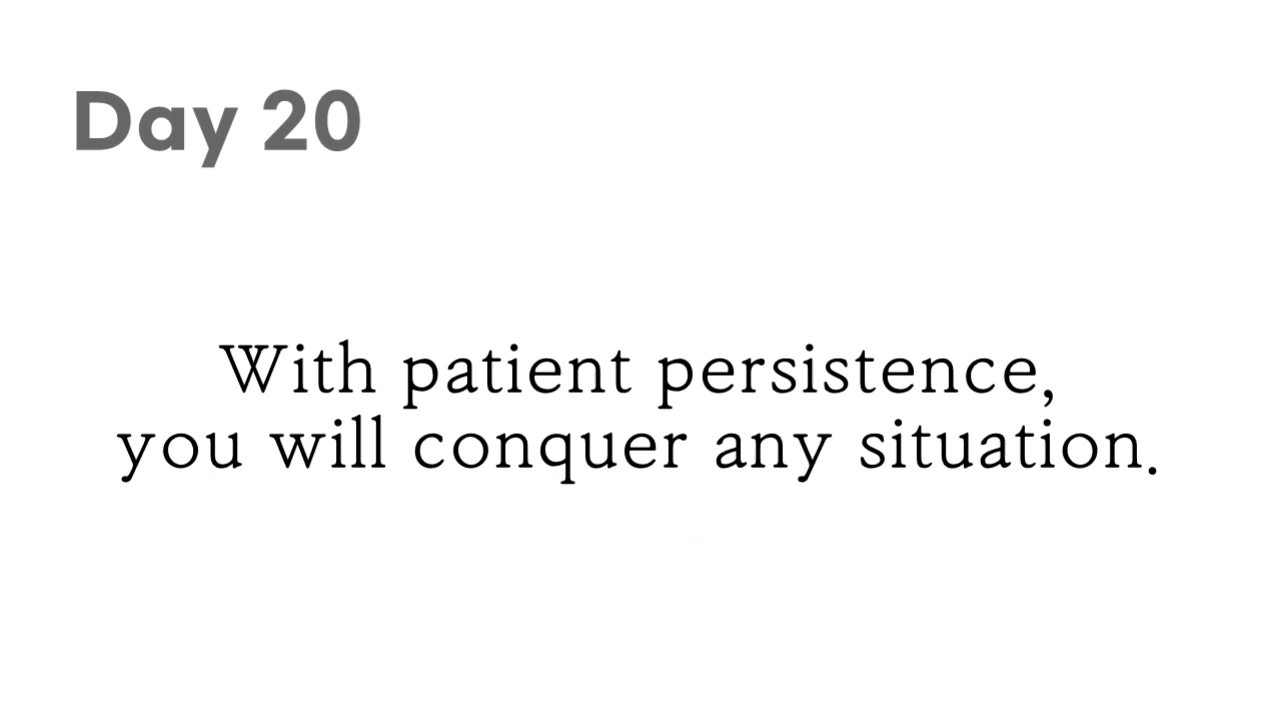 Day 20
With patient persistence,
you will conquer any situation.